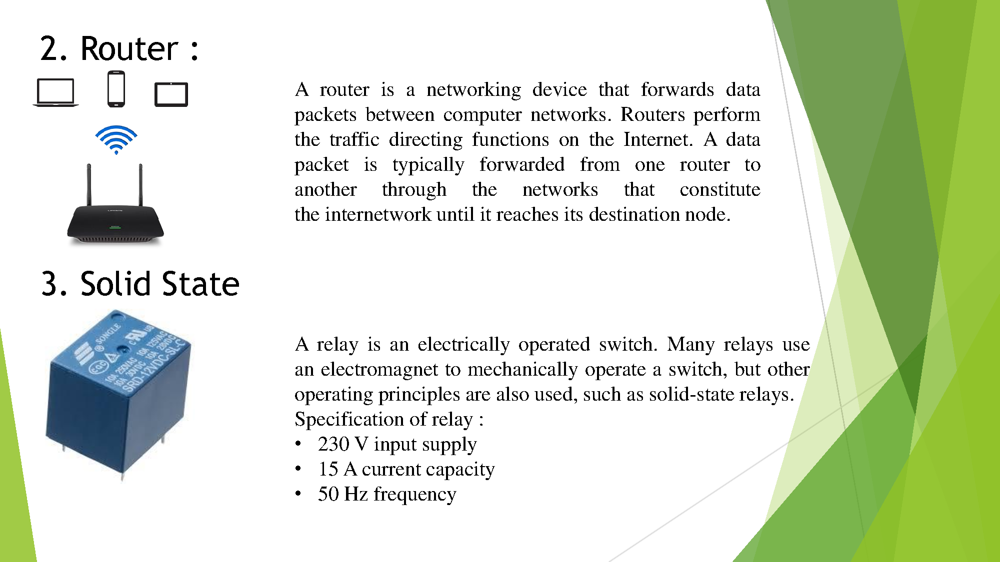 2. Router :
A router is a networking device that forwards data
packets between computer networks. Routers perform
the traffic directing functions on the Internet. A data
packet is typically forwarded from one router to
another through the networks that constitute
the internetwork until it reaches its destination node.
LINKSYS
3. Solid State
SONGLE
®
c US
CQC
10A 250VAC 10A 125VAC
10A 30VDC 10A 28VDC
SRD-12VDC-SL-C
A relay is an electrically operated switch. Many relays use
an electromagnet to mechanically operate a switch, but other
operating principles are also used, such as solid-state relays.
Specification of relay :
• 230 V input supply
• 15 A current capacity
• 50 Hz frequency